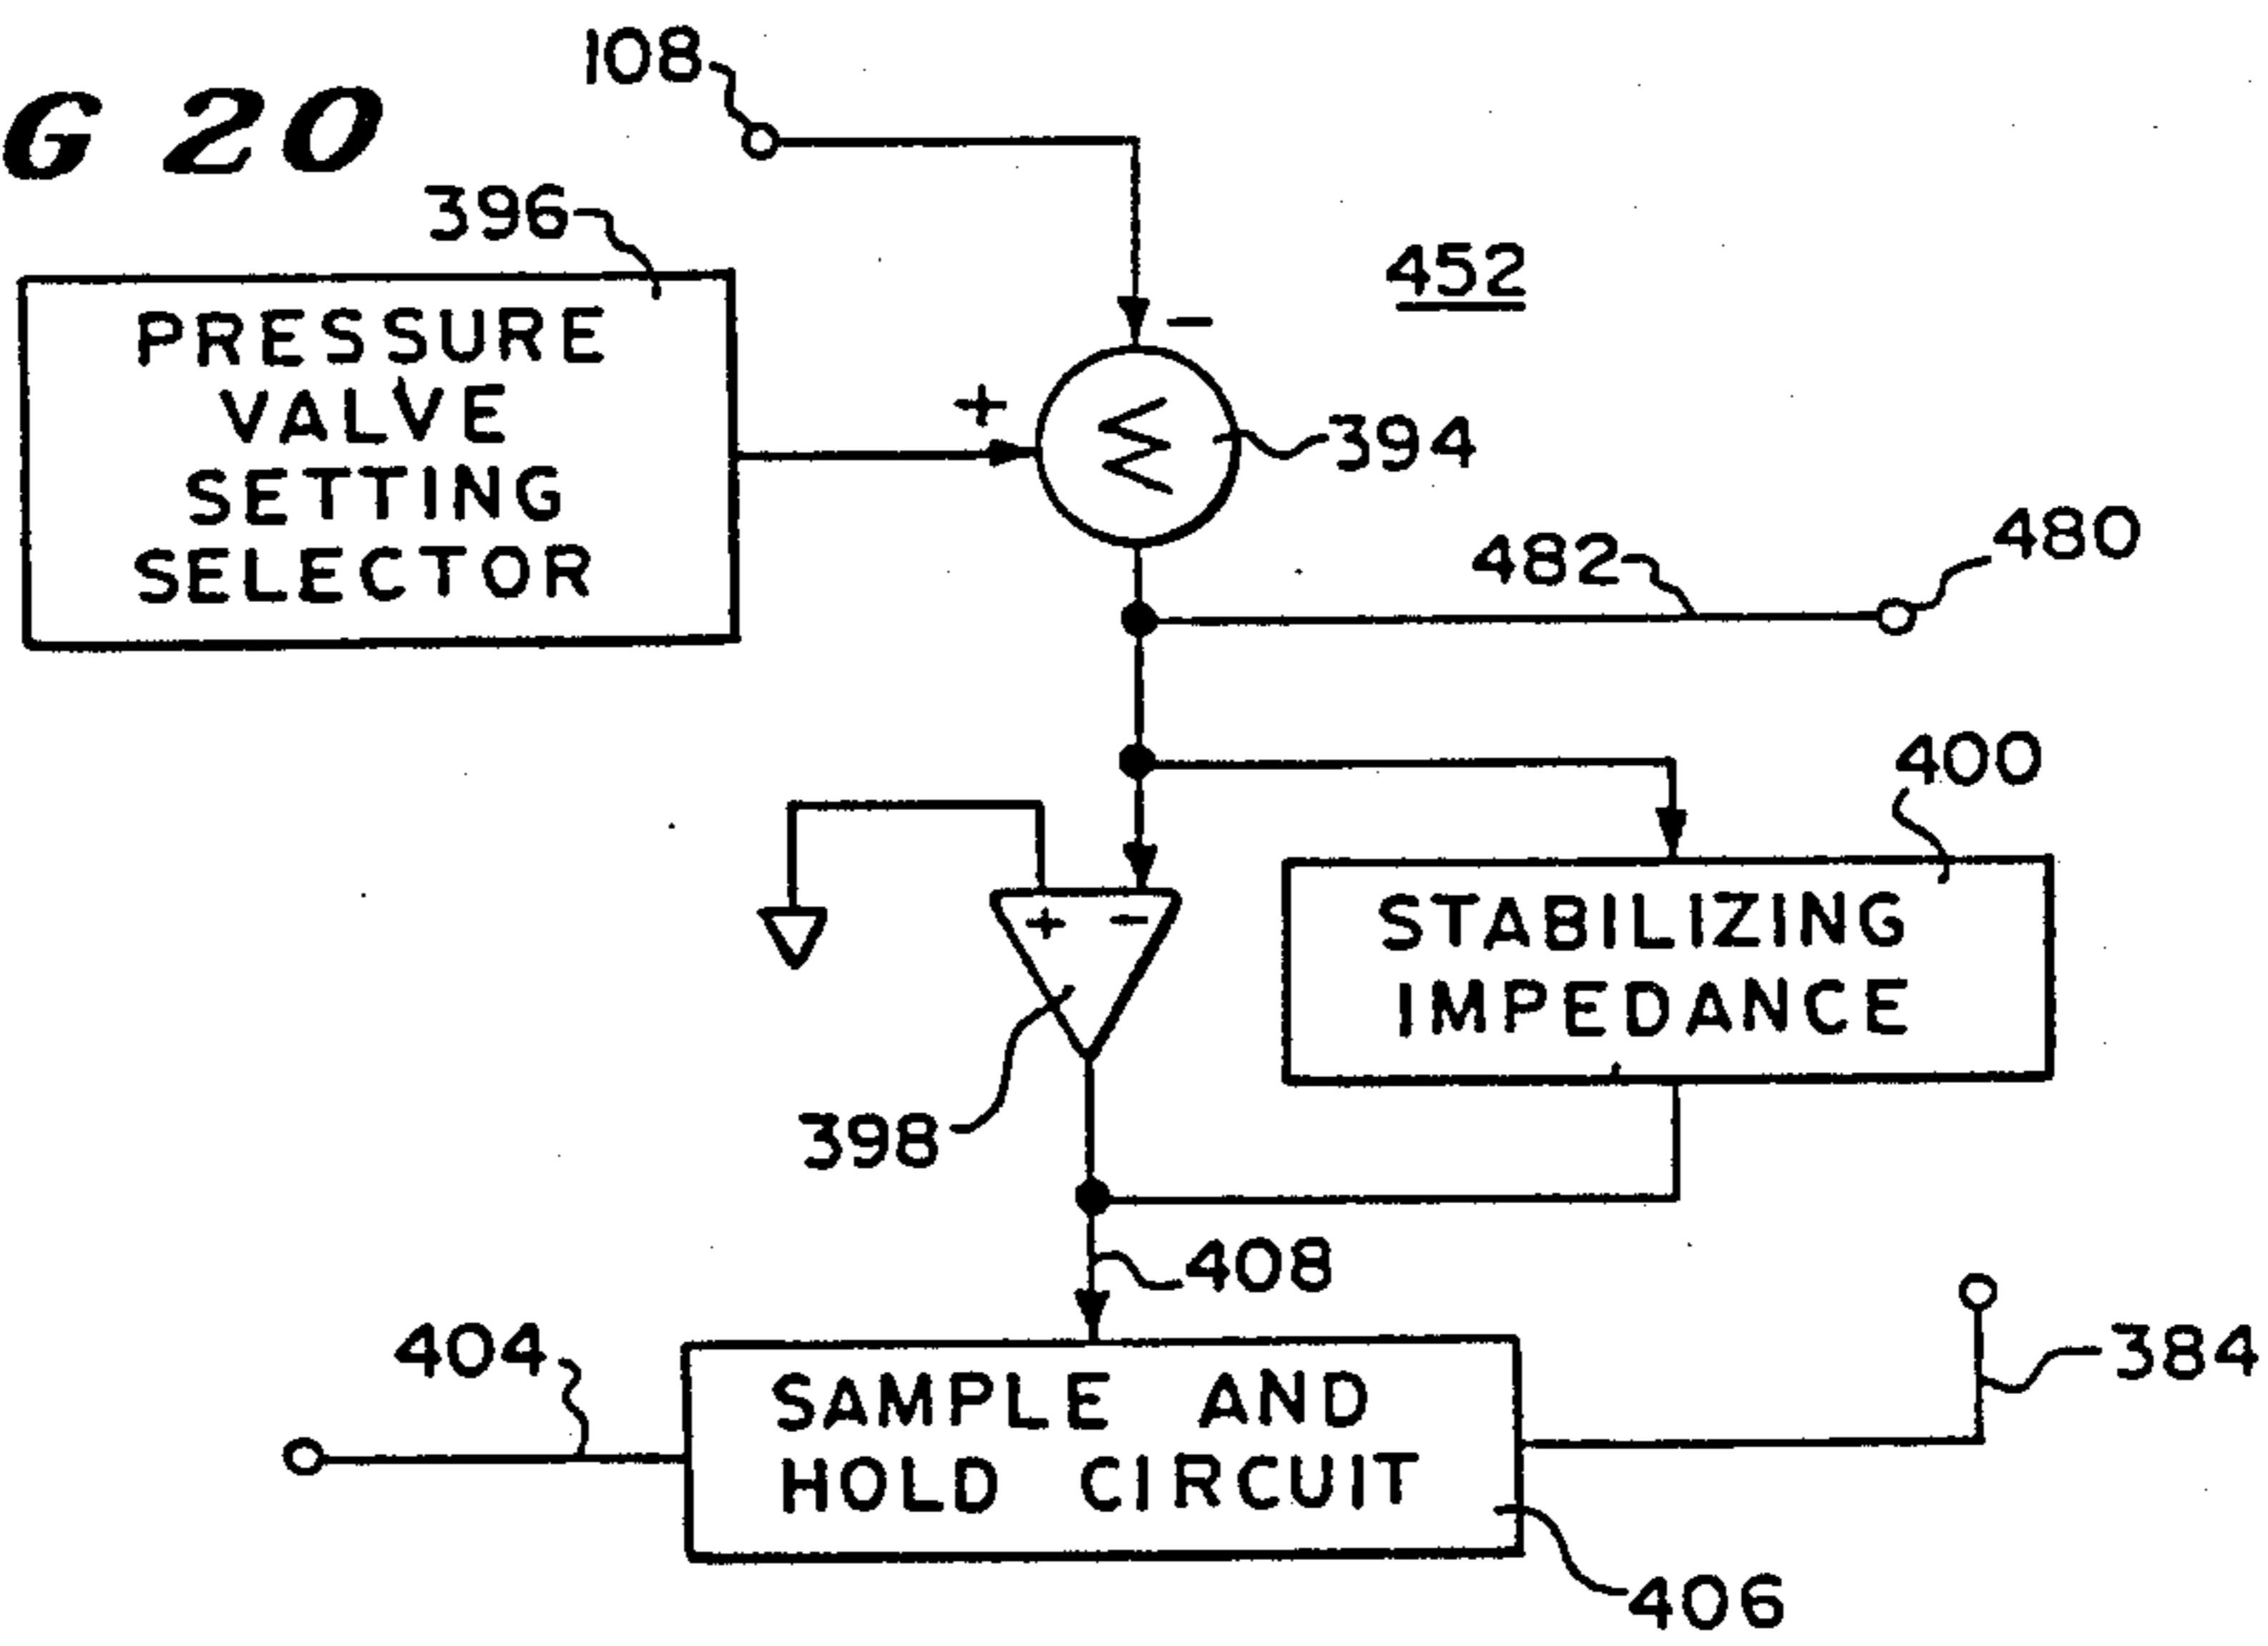 G 20
108
396
452
PRESSURE
VALVE
SETTING
SELECTOR
−
+
Σ
394
482
480
400
+ −
STABILIZING
IMPEDANCE
398
408
404
384
SAMPLE AND
HOLD CIRCUIT
406